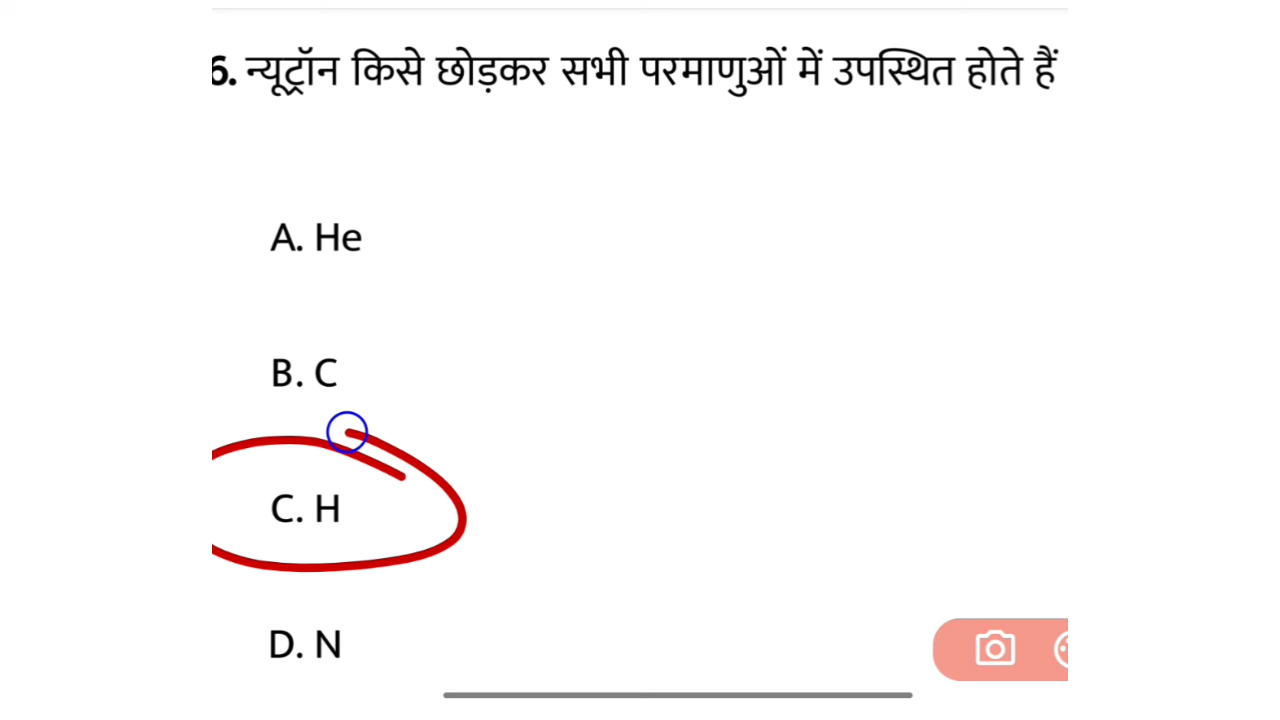 6. न्यूट्रॉन किसे छोड़कर सभी परमाणुओं में उपस्थित होते हैं
A. He
B. C
C. H
D. N